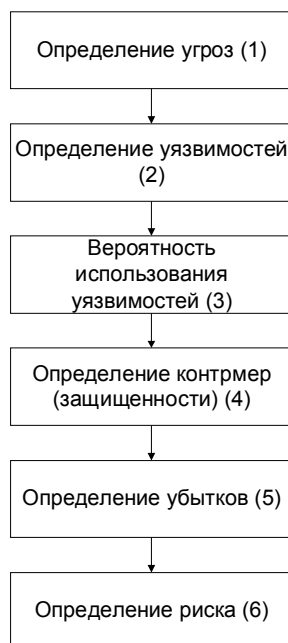 Определение угроз (1)
Определение уязвимостей
(2)
Вероятность
использования
уязвимостей (3)
Определение контрмер
(защищенности) (4)
Определение убытков (5)
Определение риска (6)